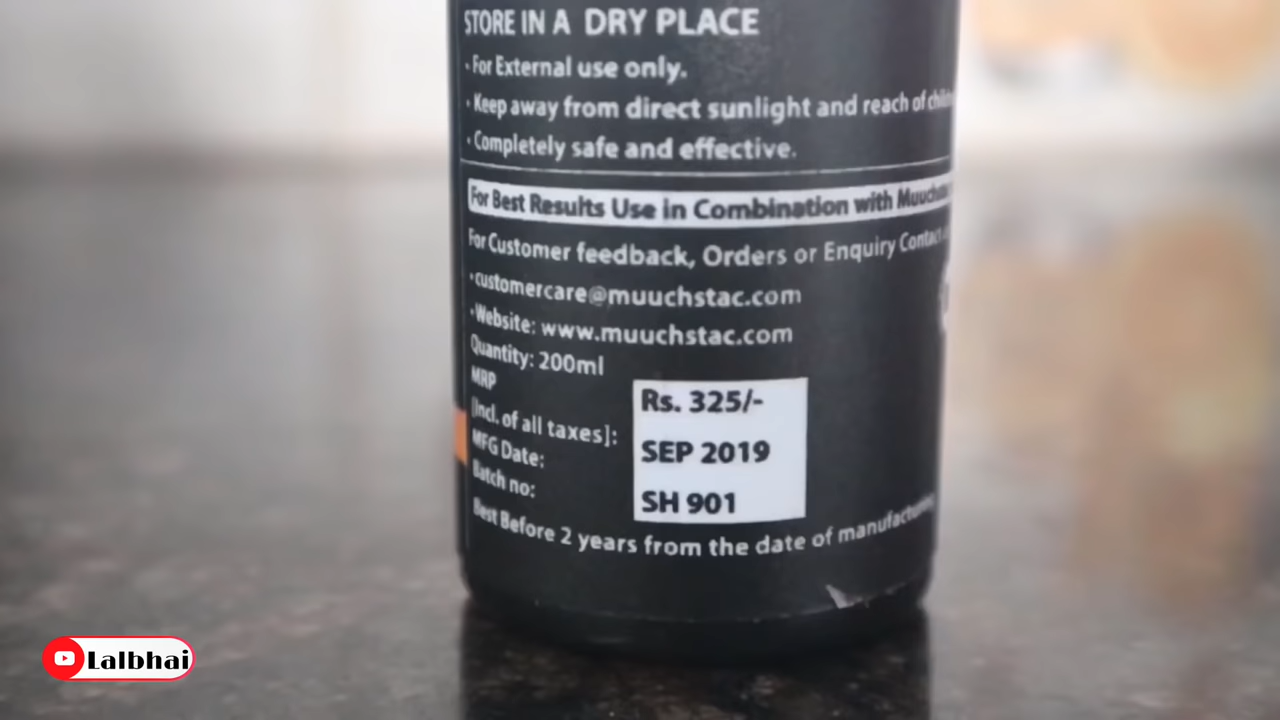 STORE IN A DRY PLACE
· For External use only.
· Keep away from direct sunlight and reach of
· Completely safe and effective.
For Best Results Use in Combination with
For Customer feedback, Orders or Enquiry Contact
· customercare@muuchstac.com
· Website: www.muuchstac.com
Quantity: 200ml
MRP
[Incl. of all taxes]: Rs. 325/-
MFG Date: SEP 2019
Batch no: SH 901
Best Before 2 years from the date of
Lalbhai